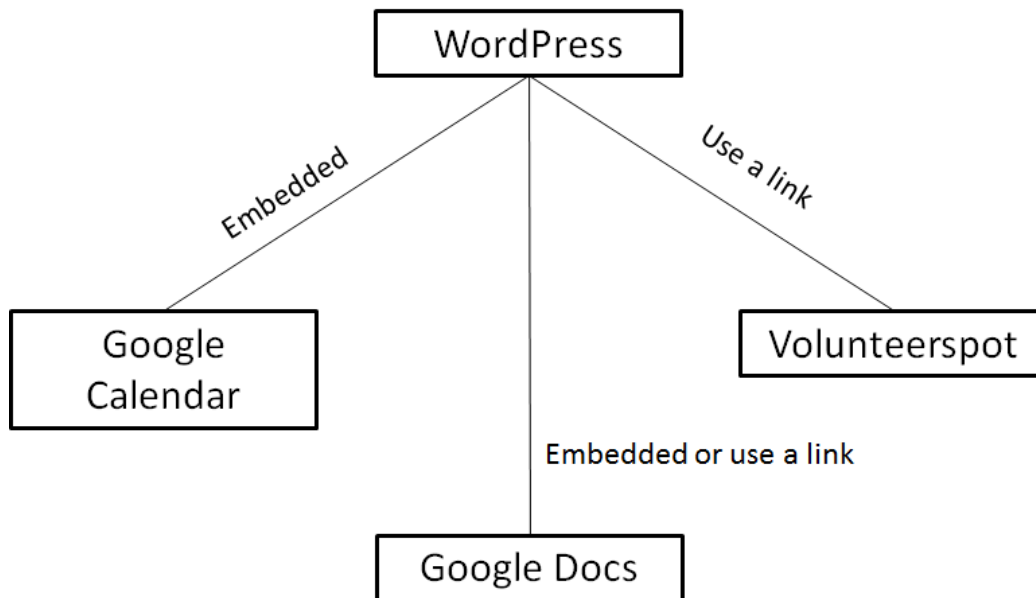 WordPress
Embedded
Use a link
Google
Calendar
Volunteerspot
Embedded or use a link
Google Docs